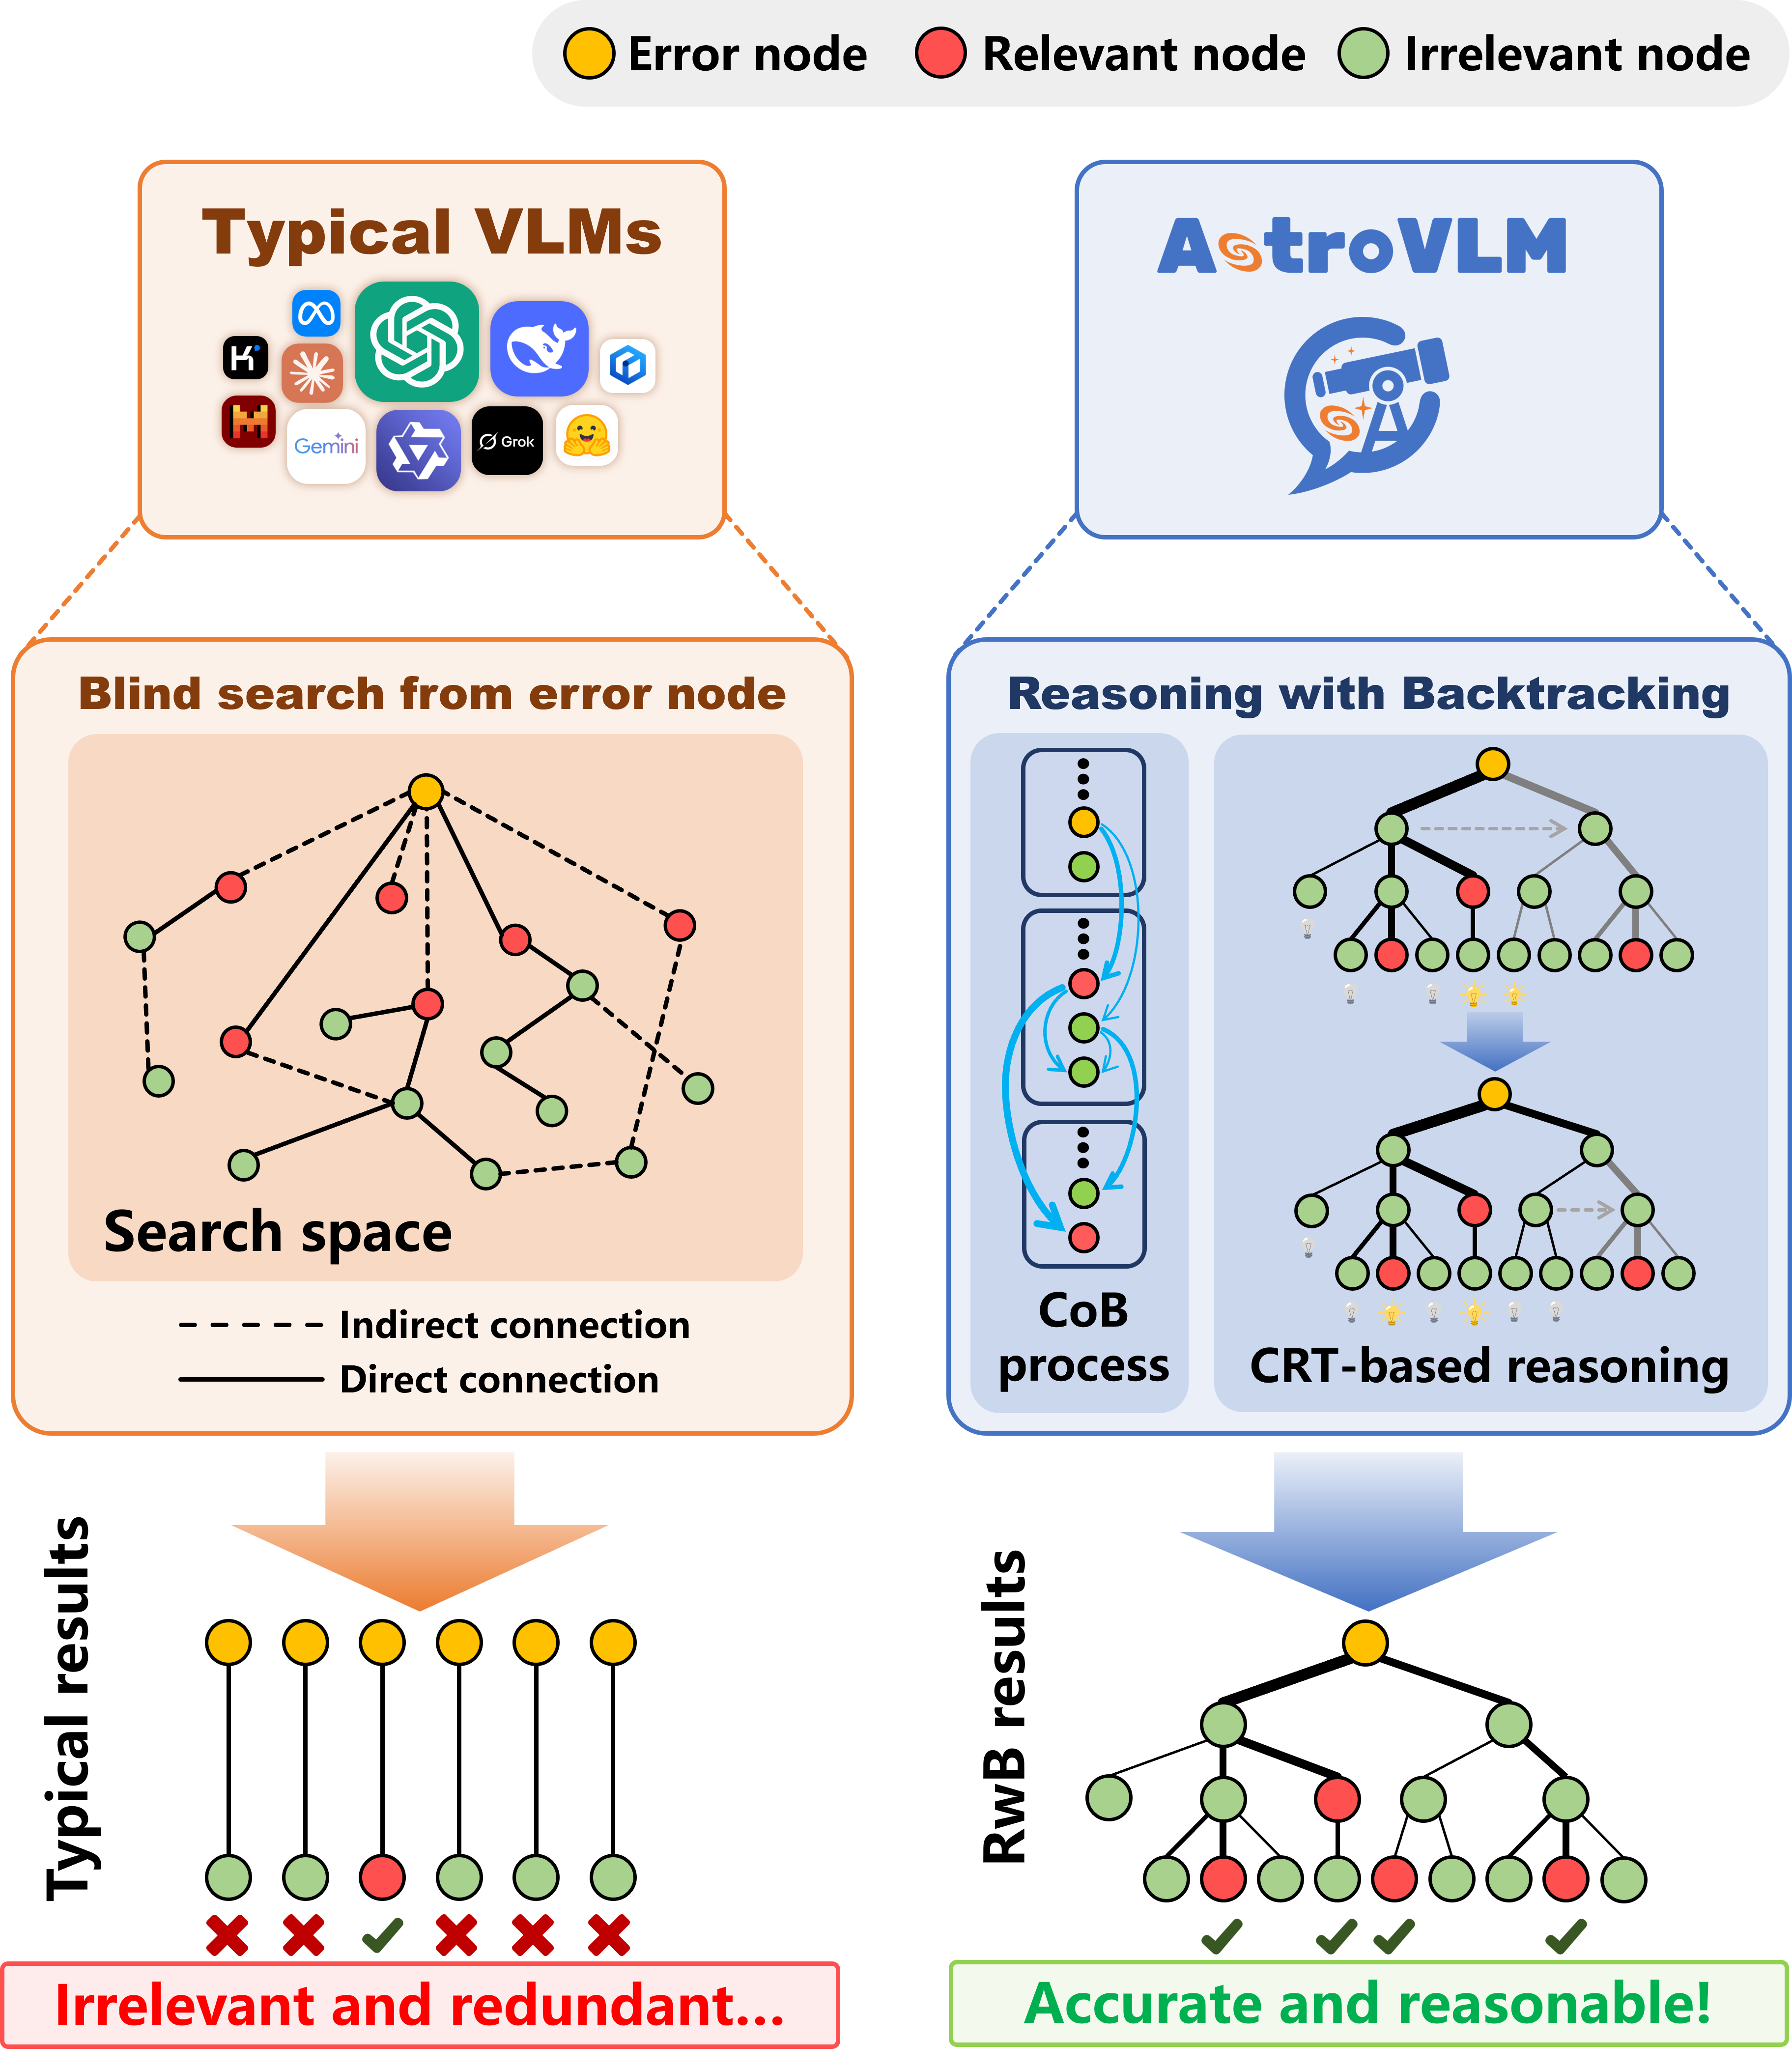 Error node
Relevant node
Irrelevant node
Typical VLMs
Gemini
Grok
Blind search from error node
Search space
Indirect connection
Direct connection
Typical results
Irrelevant and redundant...
AstroVLM
Reasoning with Backtracking
CoB
process
CRT-based reasoning
RwB results
Accurate and reasonable!